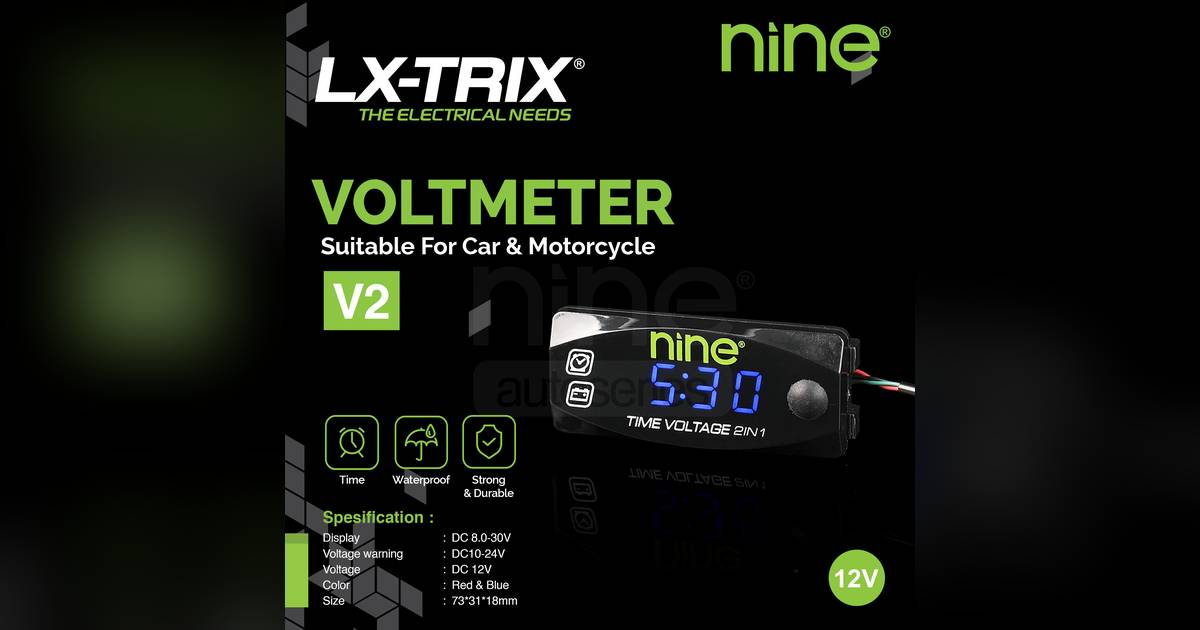 LX-TRIX®
THE ELECTRICAL NEEDS
nine®
VOLTMETER
Suitable For Car & Motorcycle
V2
nine®
autoseries
nine®
5:30
TIME VOLTAGE 2IN1
Time
Waterproof
Strong
& Durable
Spesification :
Display : DC 8.0-30V
Voltage warning : DC10-24V
Voltage : DC 12V
Color : Red & Blue
Size : 73*31*18mm
12V